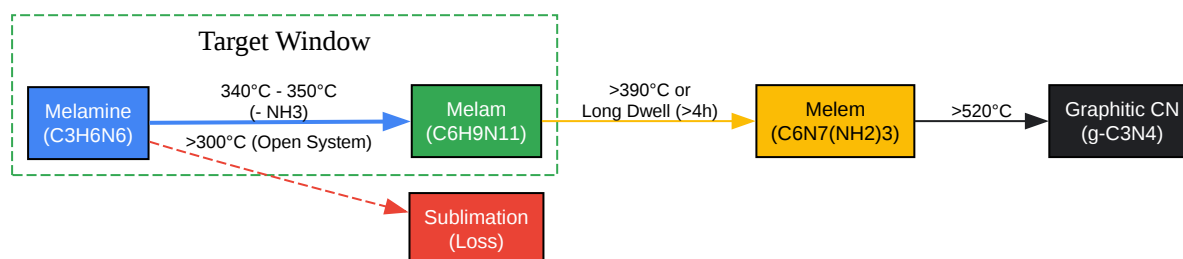 Target Window
Melamine
(C3H6N6)
340°C - 350°C
(- NH3)
>300°C (Open System)
Melam
(C6H9N11)
>390°C or
Long Dwell (>4h)
Melem
(C6N7(NH2)3)
>520°C
Graphitic CN
(g-C3N4)
Sublimation
(Loss)